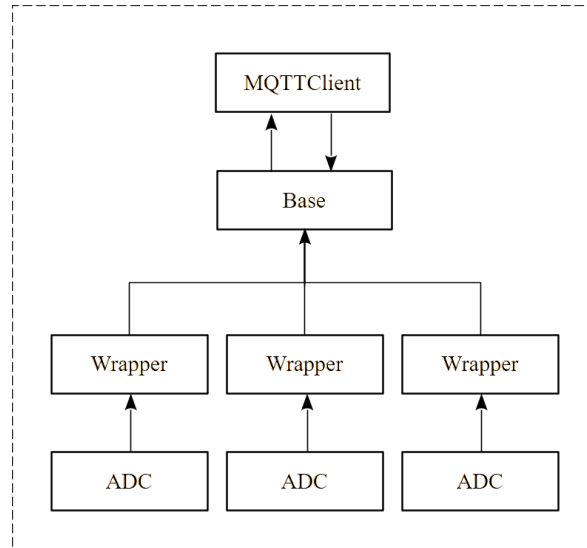 MQTTClient
Base
Wrapper
Wrapper
Wrapper
ADC
ADC
ADC